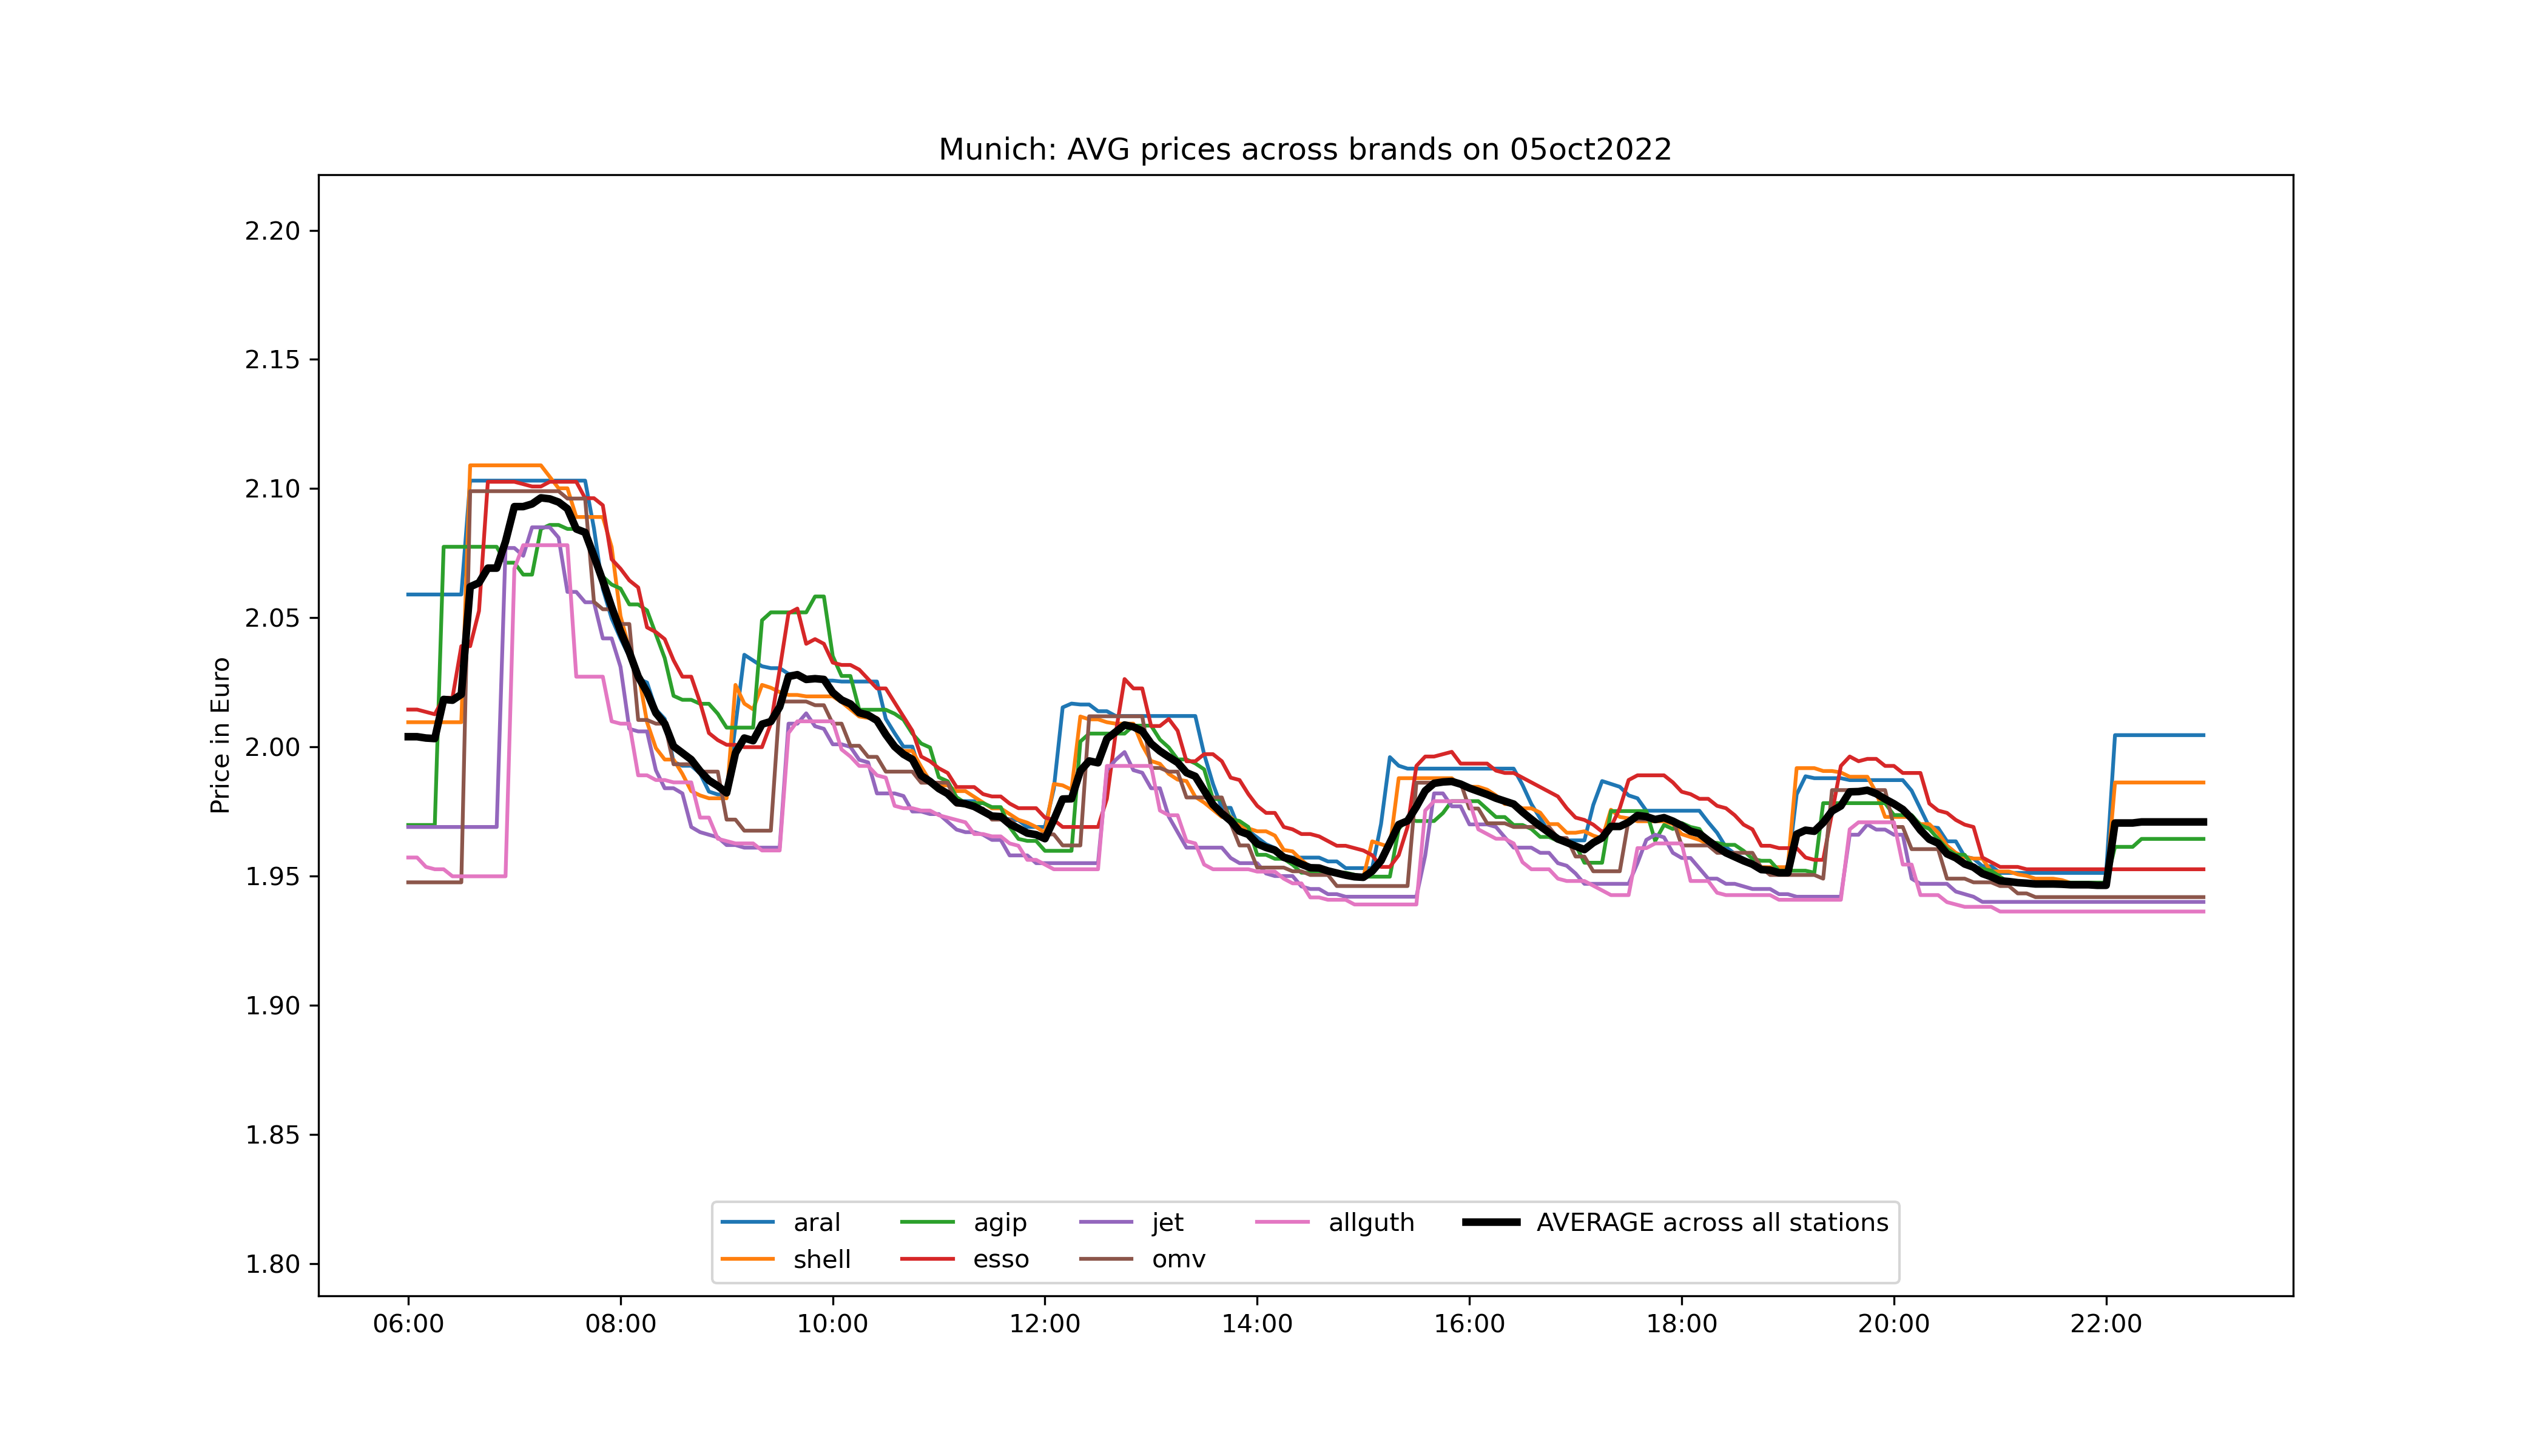 Munich: AVG prices across brands on 05oct2022
Price in Euro
2.20
2.15
2.10
2.05
2.00
1.95
1.90
1.85
1.80
aral agip jet allguth AVERAGE across all stations
shell esso omv
06:00 08:00 10:00 12:00 14:00 16:00 18:00 20:00 22:00